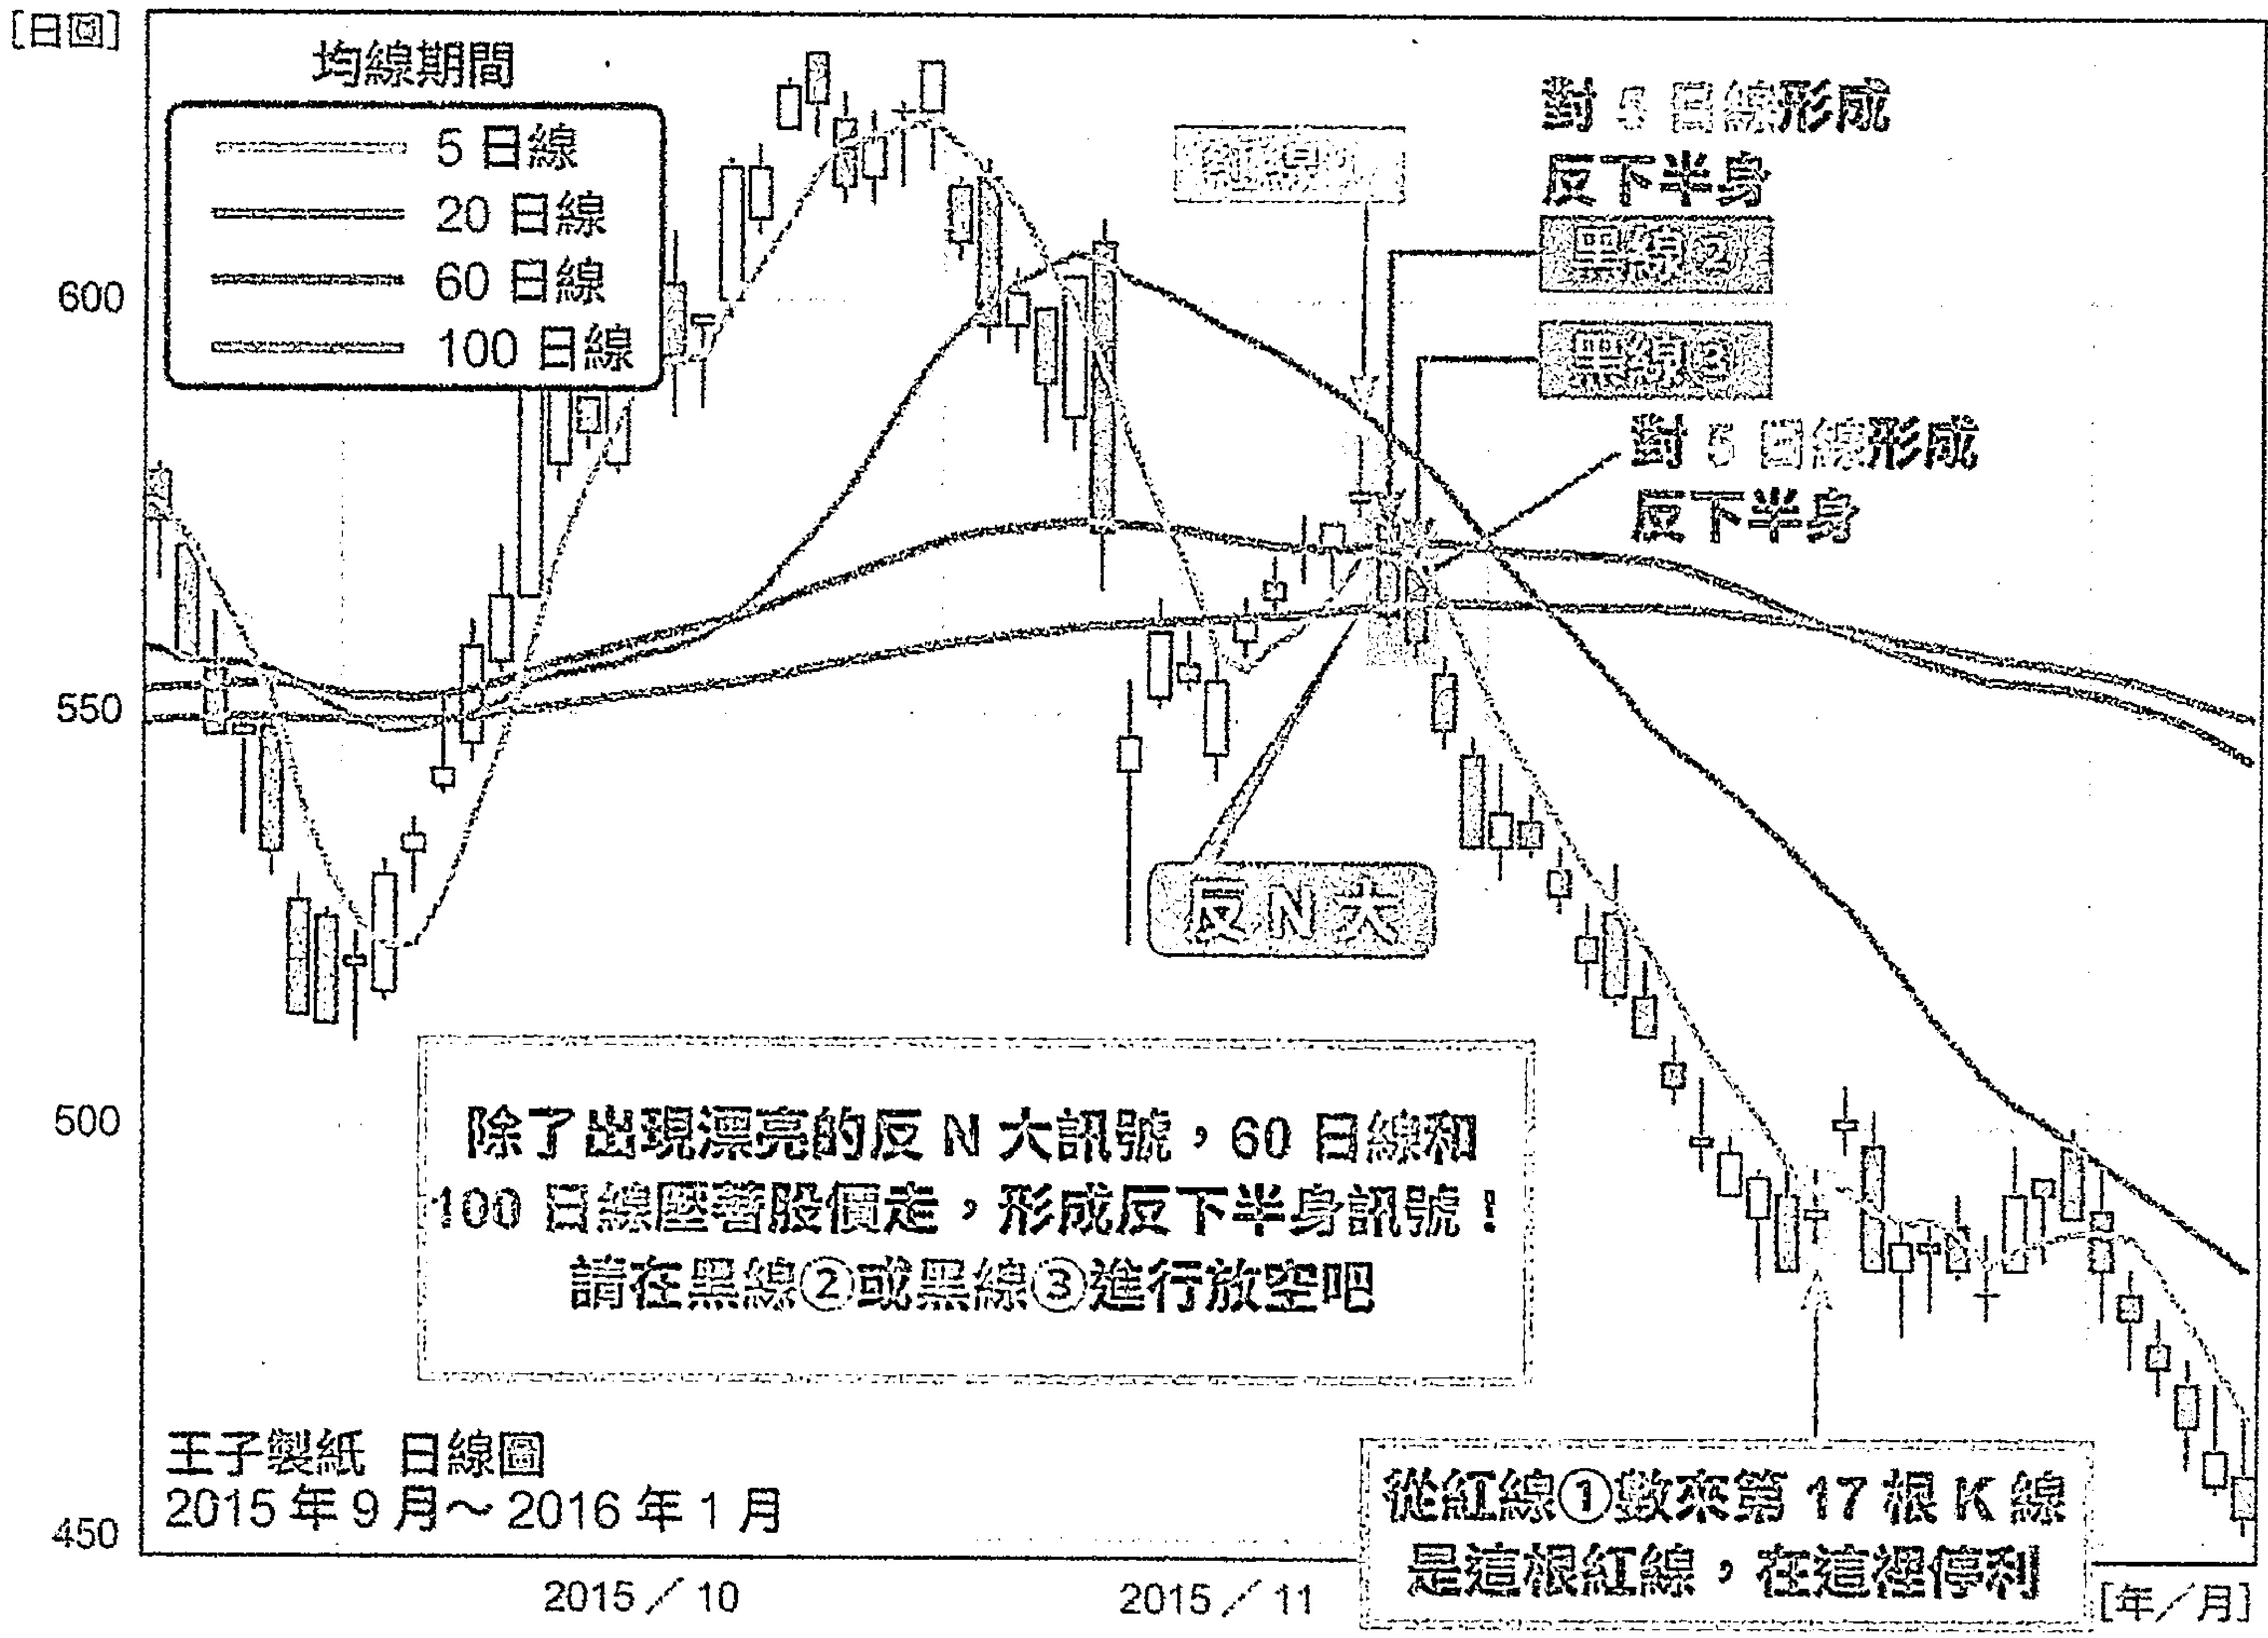 [日圓]
均線期間
5 日線
20 日線
60 日線
100 日線
600
550
500
450
紅線①
對 5 日線形成
反下半身
黑線②
黑線③
對 5 日線形成
反下半身
反 N 大
除了出現漂亮的反 N 大訊號，60 日線和
100 日線壓著股價走，形成反下半身訊號！
請在黑線②或黑線③進行放空吧
王子製紙 日線圖
2015 年 9 月～2016 年 1 月
從紅線①數來第 17 根 K 線
是這根紅線，在這裡停利
2015／10
2015／11
[年／月]